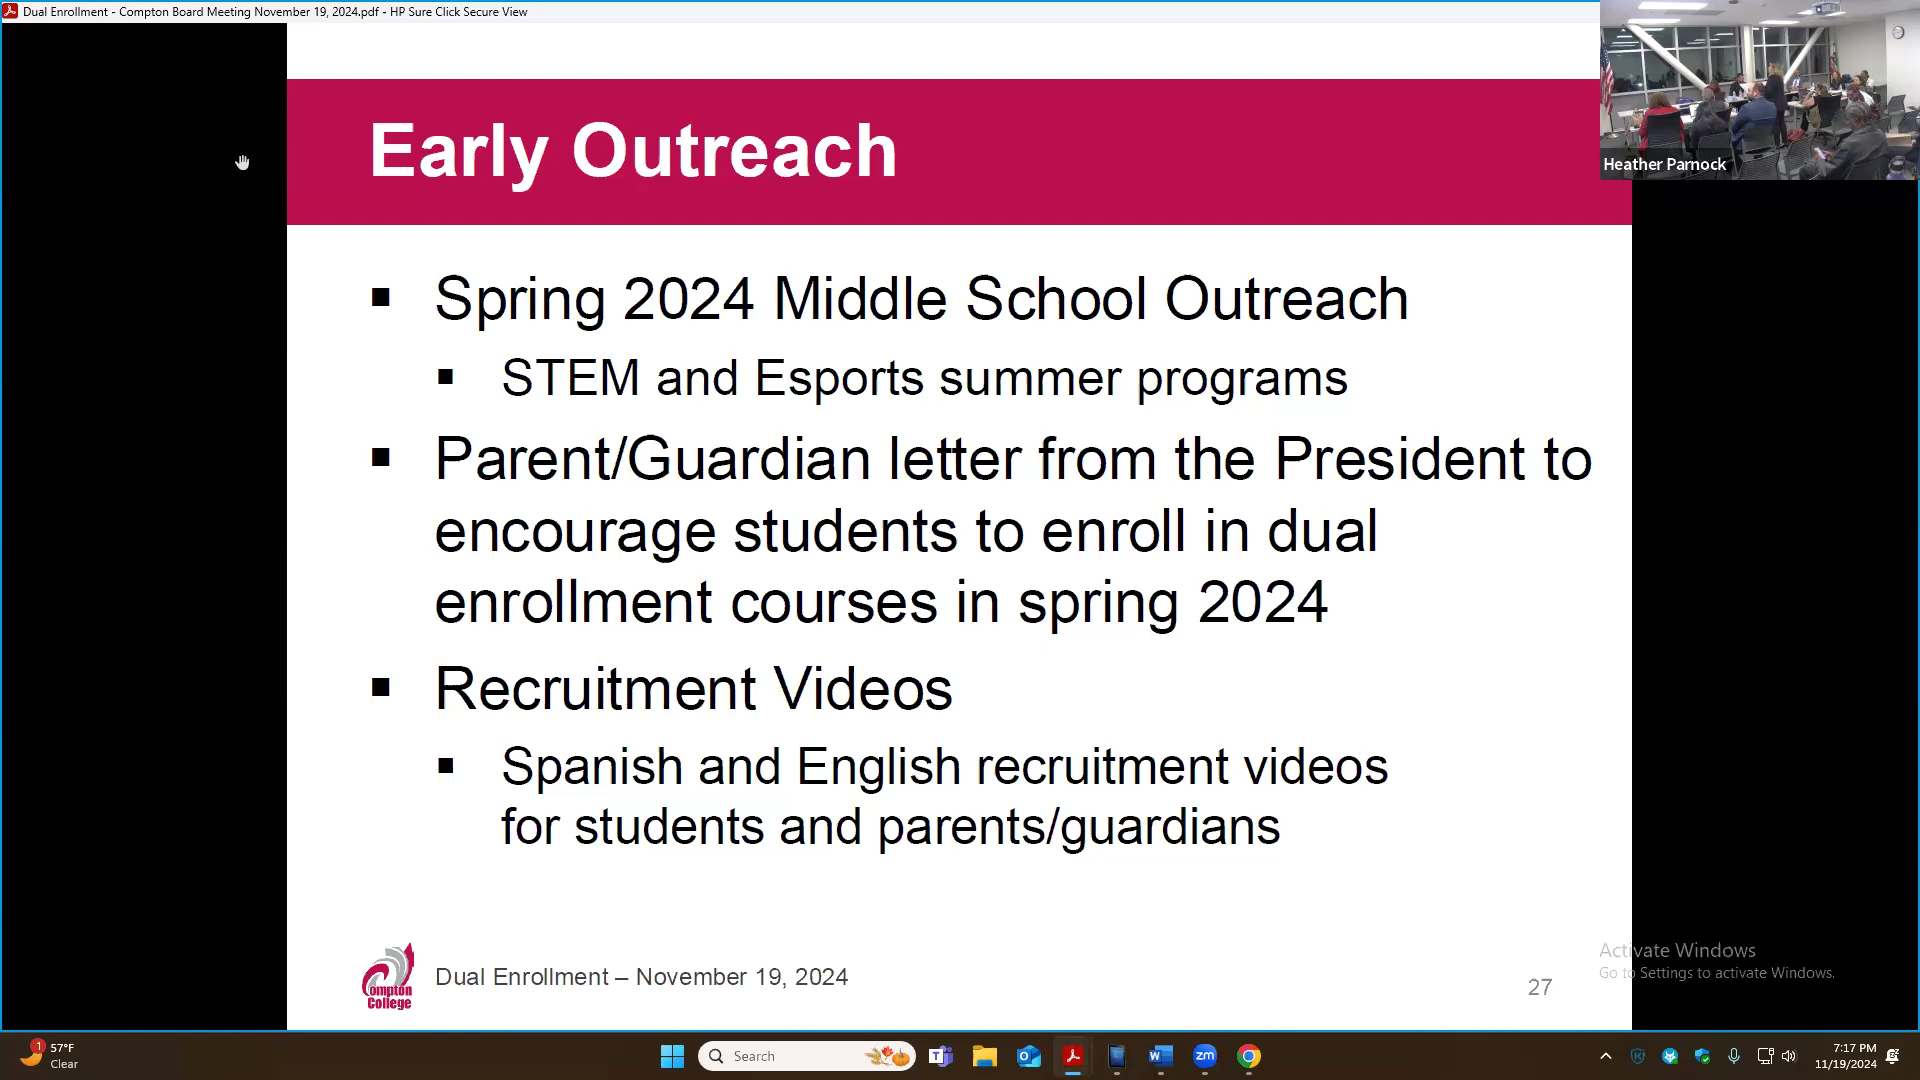 Dual Enrollment - Compton Board Meeting November 19, 2024.pdf - HP Sure Click Secure View
Heather Parnock
Early Outreach
Spring 2024 Middle School Outreach
STEM and Esports summer programs
Parent/Guardian letter from the President to
encourage students to enroll in dual
enrollment courses in spring 2024
Recruitment Videos
Spanish and English recruitment videos
for students and parents/guardians
Compton
College
Dual Enrollment – November 19, 2024
27
Activate Windows
Go to Settings to activate Windows.
1
57°F
Clear
Search
zm
7:17 PM
11/19/2024